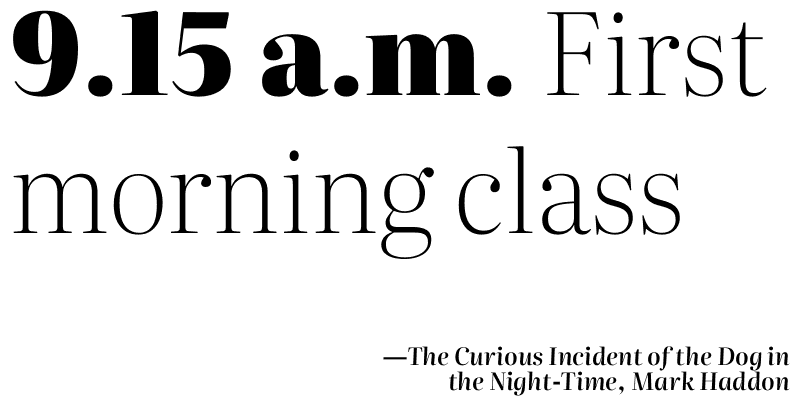 9.15 a.m. First
morning class
—The Curious Incident of the Dog in
the Night-Time, Mark Haddon